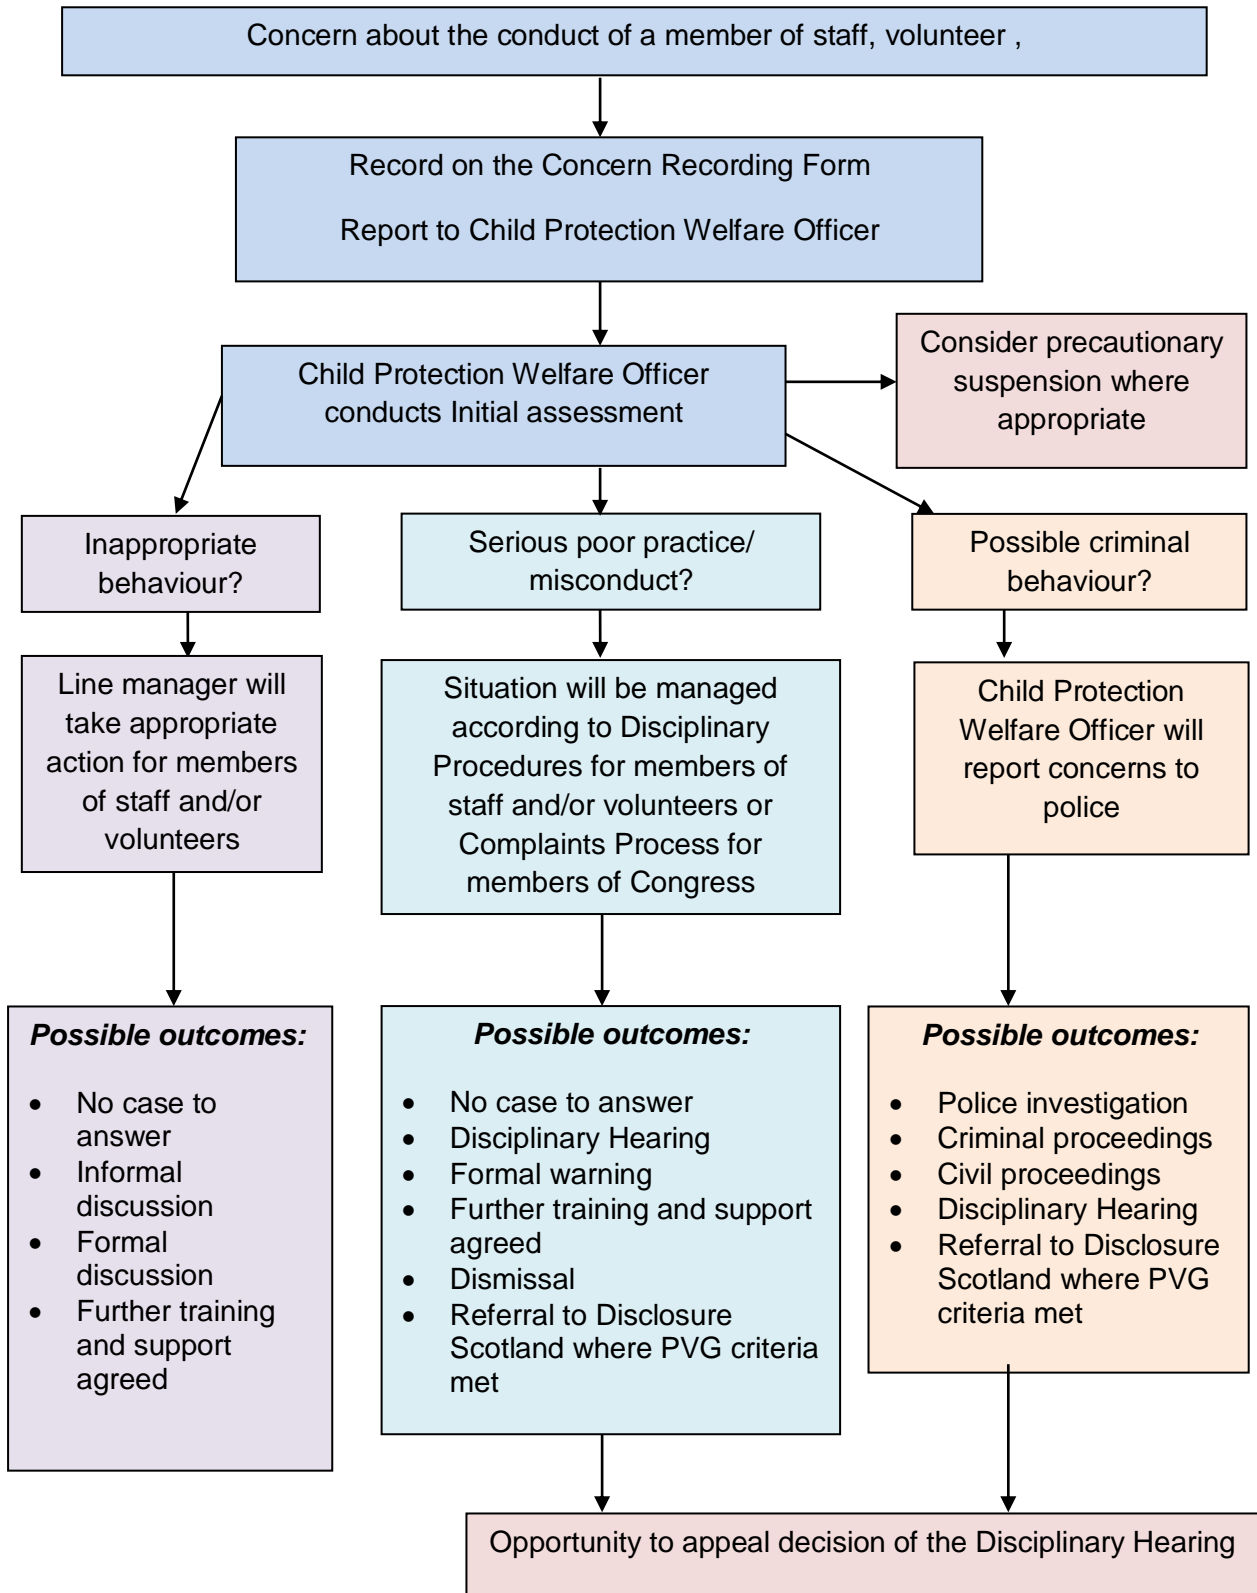 Concern about the conduct of a member of staff, volunteer ,
Record on the Concern Recording Form
Report to Child Protection Welfare Officer
Child Protection Welfare Officer
conducts Initial assessment
Consider precautionary
suspension where
appropriate
Inappropriate
behaviour?
Serious poor practice/
misconduct?
Possible criminal
behaviour?
Line manager will
take appropriate
action for members
of staff and/or
volunteers
Situation will be managed
according to Disciplinary
Procedures for members of
staff and/or volunteers or
Complaints Process for
members of Congress
Child Protection
Welfare Officer will
report concerns to
police
Possible outcomes:
• No case to
answer
• Informal
discussion
• Formal
discussion
• Further training
and support
agreed
Possible outcomes:
• No case to answer
• Disciplinary Hearing
• Formal warning
• Further training and support
agreed
• Dismissal
• Referral to Disclosure
Scotland where PVG criteria
met
Possible outcomes:
• Police investigation
• Criminal proceedings
• Civil proceedings
• Disciplinary Hearing
• Referral to Disclosure
Scotland where PVG
criteria met
Opportunity to appeal decision of the Disciplinary Hearing